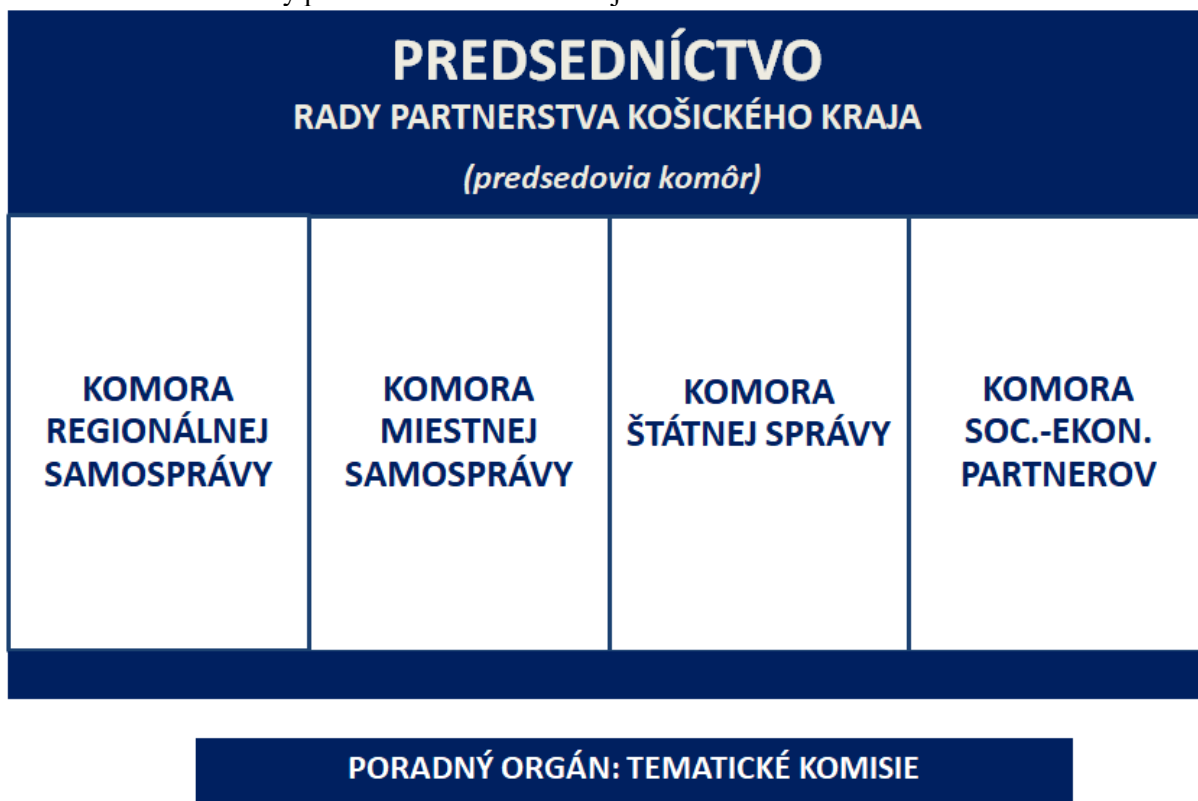 PREDSEDNÍCTVO
RADY PARTNERSTVA KOŠICKÉHO KRAJA
(predsedovia komôr)
KOMORA
REGIONÁLNEJ
SAMOSPRÁVY
KOMORA
MIESTNEJ
SAMOSPRÁVY
KOMORA
ŠTÁTNEJ SPRÁVY
KOMORA
SOC.-EKON.
PARTNEROV
PORADNÝ ORGÁN: TEMATICKÉ KOMISIE